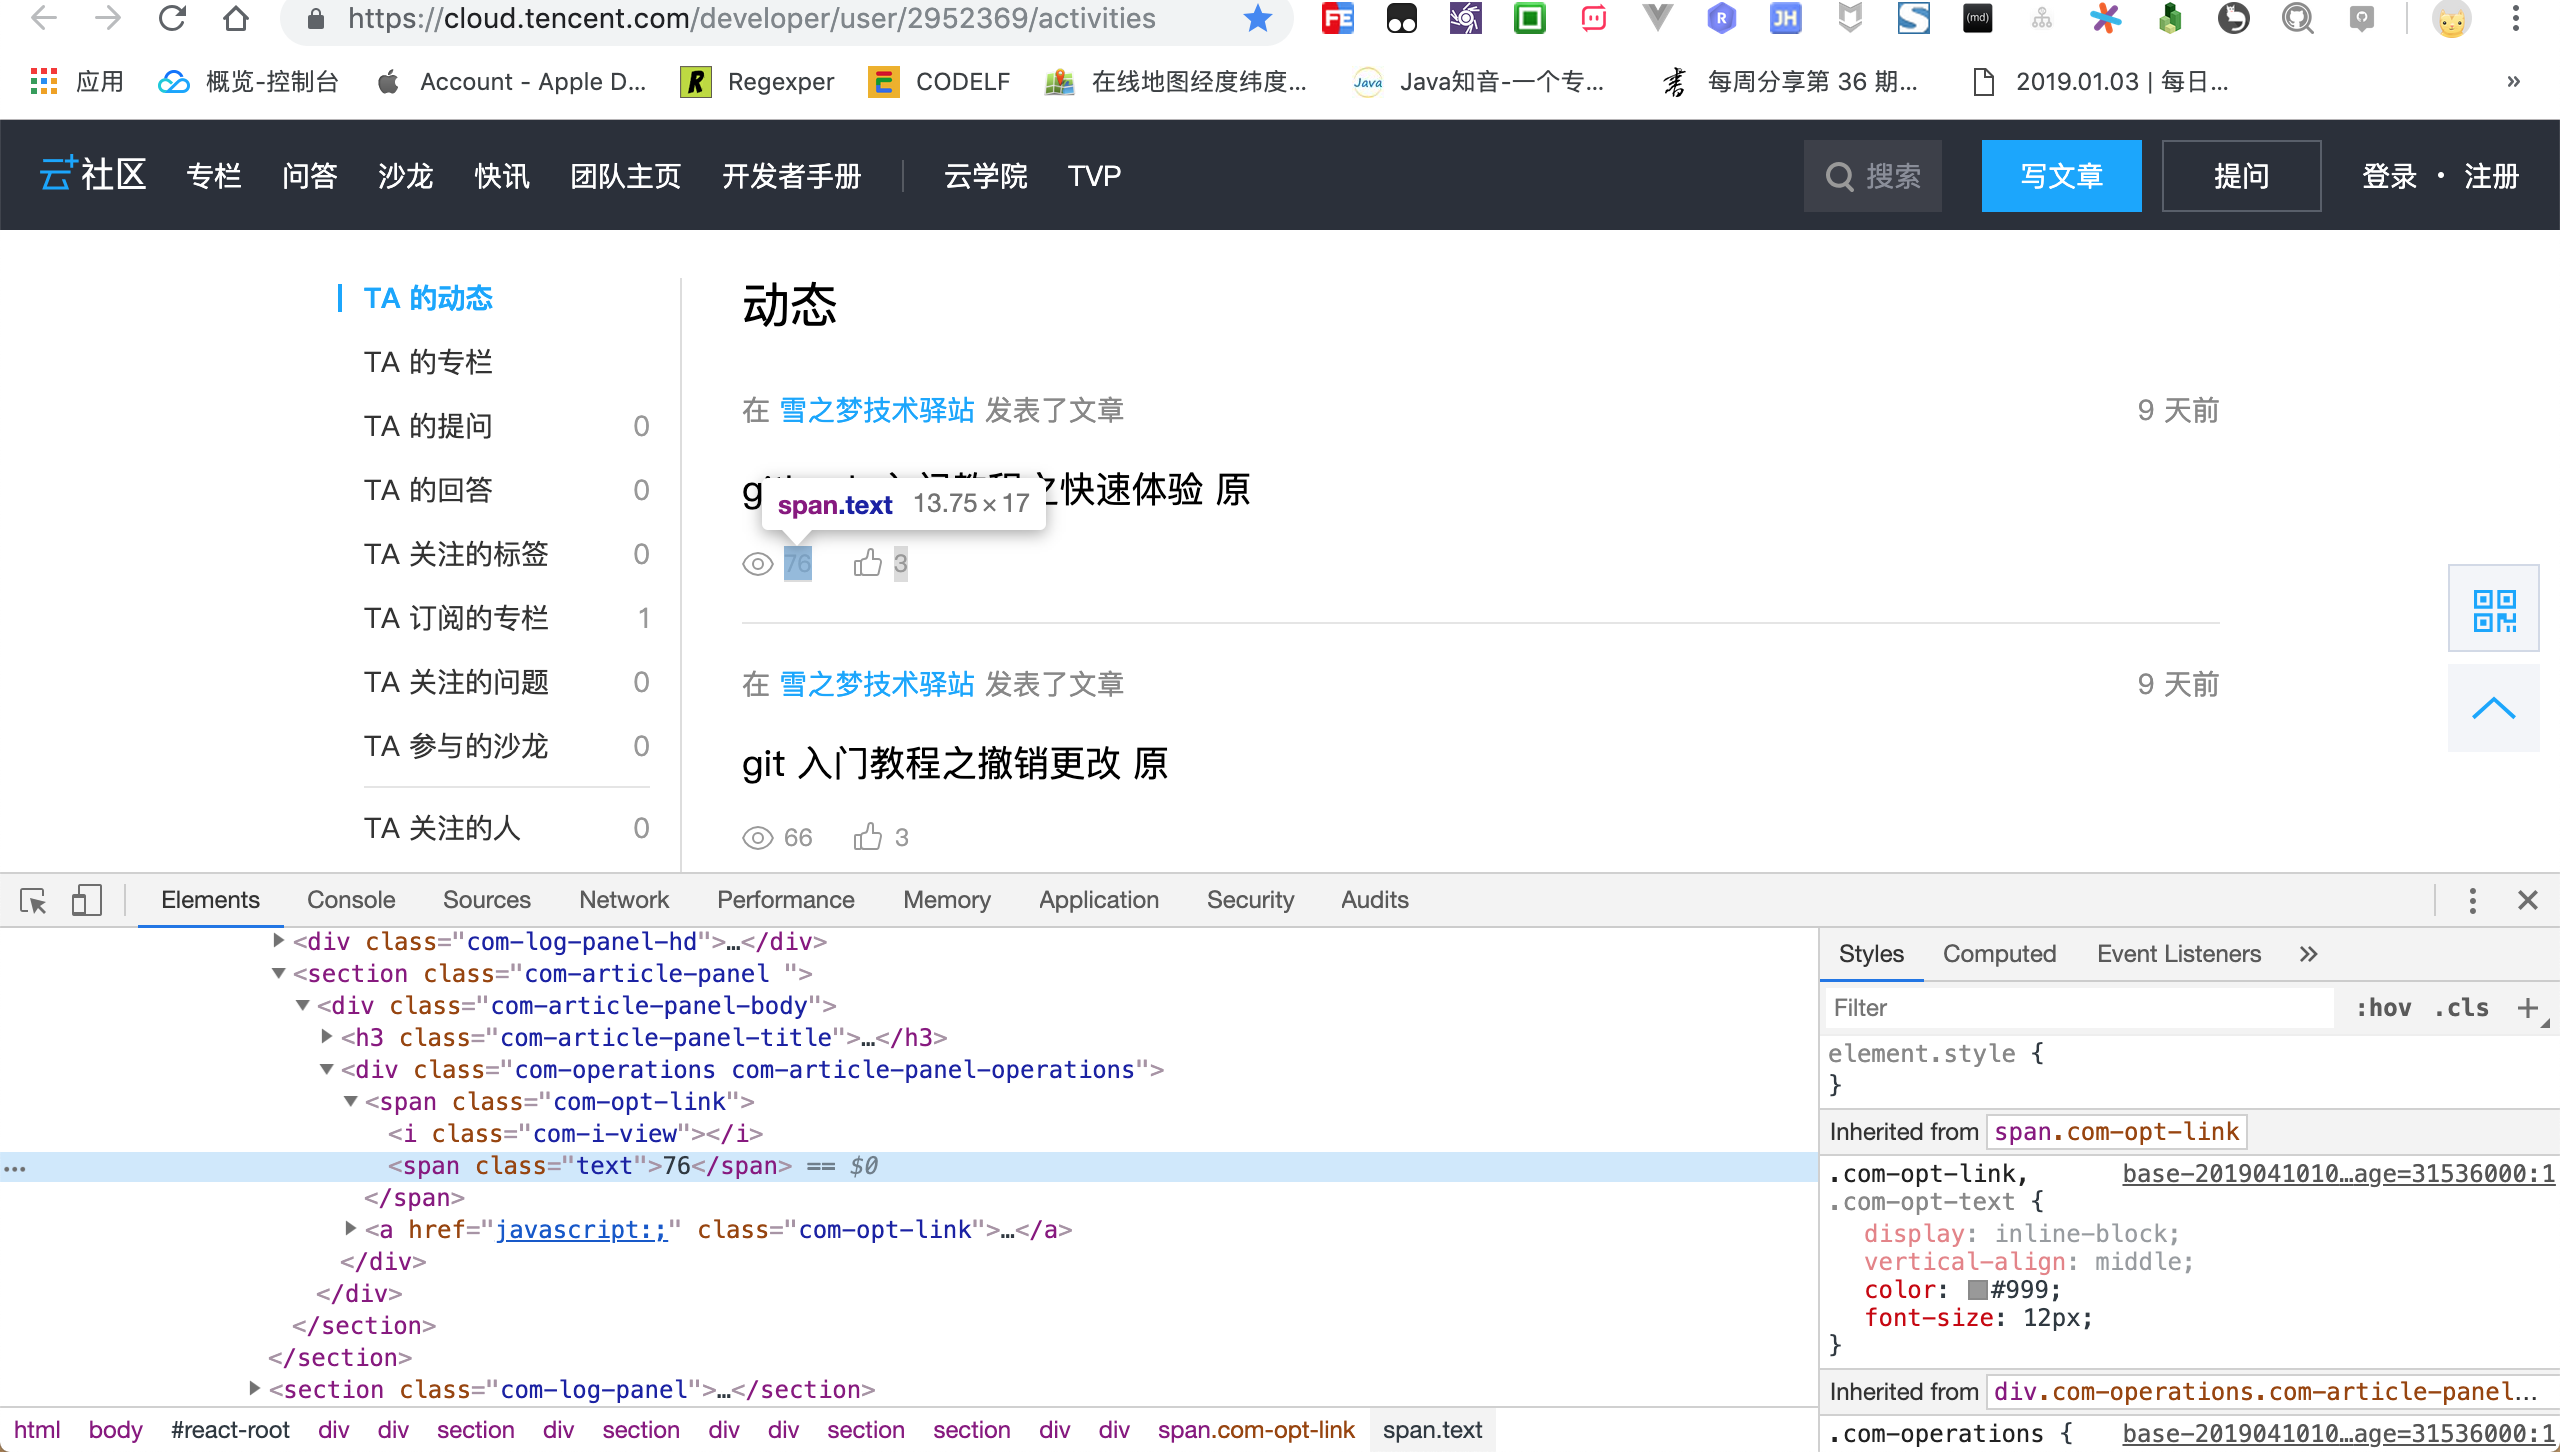 https://cloud.tencent.com/developer/user/2952369/activities
FE
R
JH
(md)
应用
概览-控制台
Account - Apple D...
R
Regexper
CODELF
在线地图经度纬度...
Java
Java知音-一个专...
每周分享第 36 期...
2019.01.03 | 每日...
»
云+社区
专栏
问答
沙龙
快讯
团队主页
开发者手册
云学院
TVP
搜索
写文章
提问
登录 · 注册
TA 的动态
TA 的专栏
TA 的提问 0
TA 的回答 0
TA 关注的标签 0
TA 订阅的专栏 1
TA 关注的问题 0
TA 参与的沙龙 0
TA 关注的人 0
动态
在 雪之梦技术驿站 发表了文章 9 天前
快速体验 原
span.text 13.75 × 17
76 3
在 雪之梦技术驿站 发表了文章 9 天前
git 入门教程之撤销更改 原
66 3
Elements Console Sources Network Performance Memory Application Security Audits
<div class="com-log-panel-hd">…</div>
<section class="com-article-panel ">
<div class="com-article-panel-body">
<h3 class="com-article-panel-title">…</h3>
<div class="com-operations com-article-panel-operations">
<span class="com-opt-link">
<i class="com-i-view"></i>
… <span class="text">76</span> == $0
</span>
<a href="javascript:;" class="com-opt-link">…</a>
</div>
</div>
</section>
</section>
<section class="com-log-panel">…</section>
html body #react-root div div section div section div div section section div div span.com-opt-link span.text
Styles Computed Event Listeners »
Filter :hov .cls +
element.style {
}
Inherited from span.com-opt-link
.com-opt-link, base-2019041010…age=31536000:1
.com-opt-text {
display: inline-block;
vertical-align: middle;
color: #999;
font-size: 12px;
}
Inherited from div.com-operations.com-article-panel...
.com-operations { base-2019041010…age=31536000:1